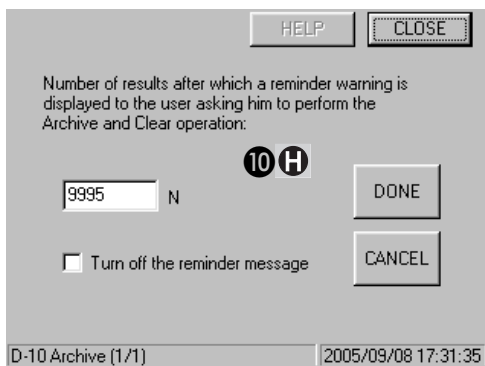 HELP CLOSE
Number of results after which a reminder warning is
displayed to the user asking him to perform the
Archive and Clear operation:
10 H
9995 N DONE
Turn off the reminder message CANCEL
D-10 Archive (1/1) 2005/09/08 17:31:35